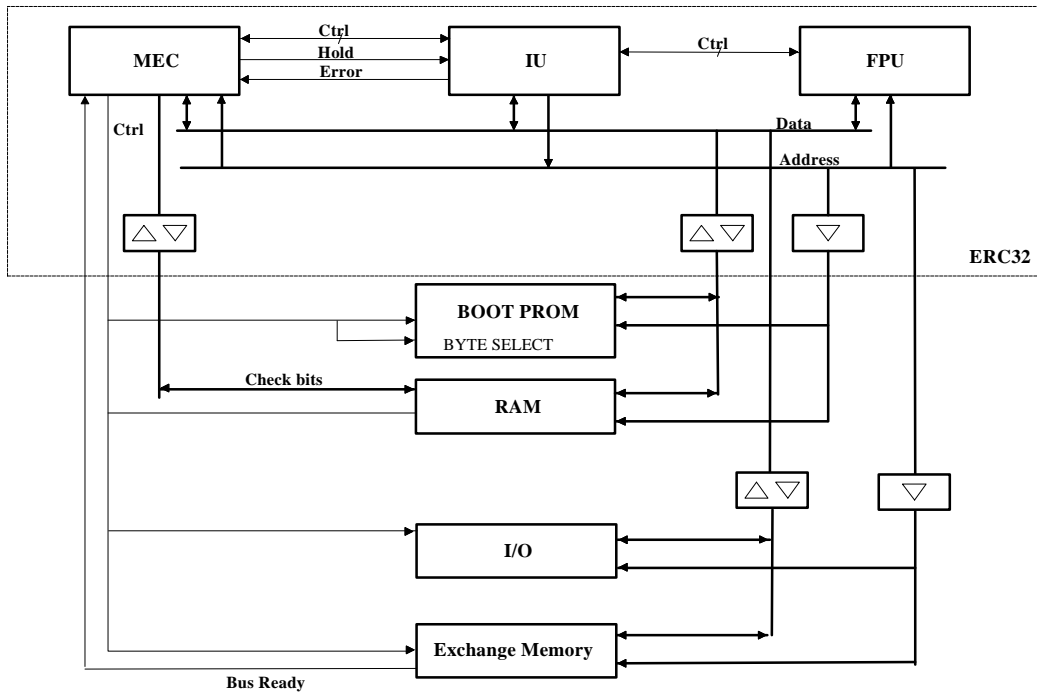 Ctrl
MEC
Hold
IU
Ctrl
FPU
Error
Ctrl
Data
Address
ERC32
BOOT PROM
BYTE SELECT
Check bits
RAM
I/O
Exchange Memory
Bus Ready